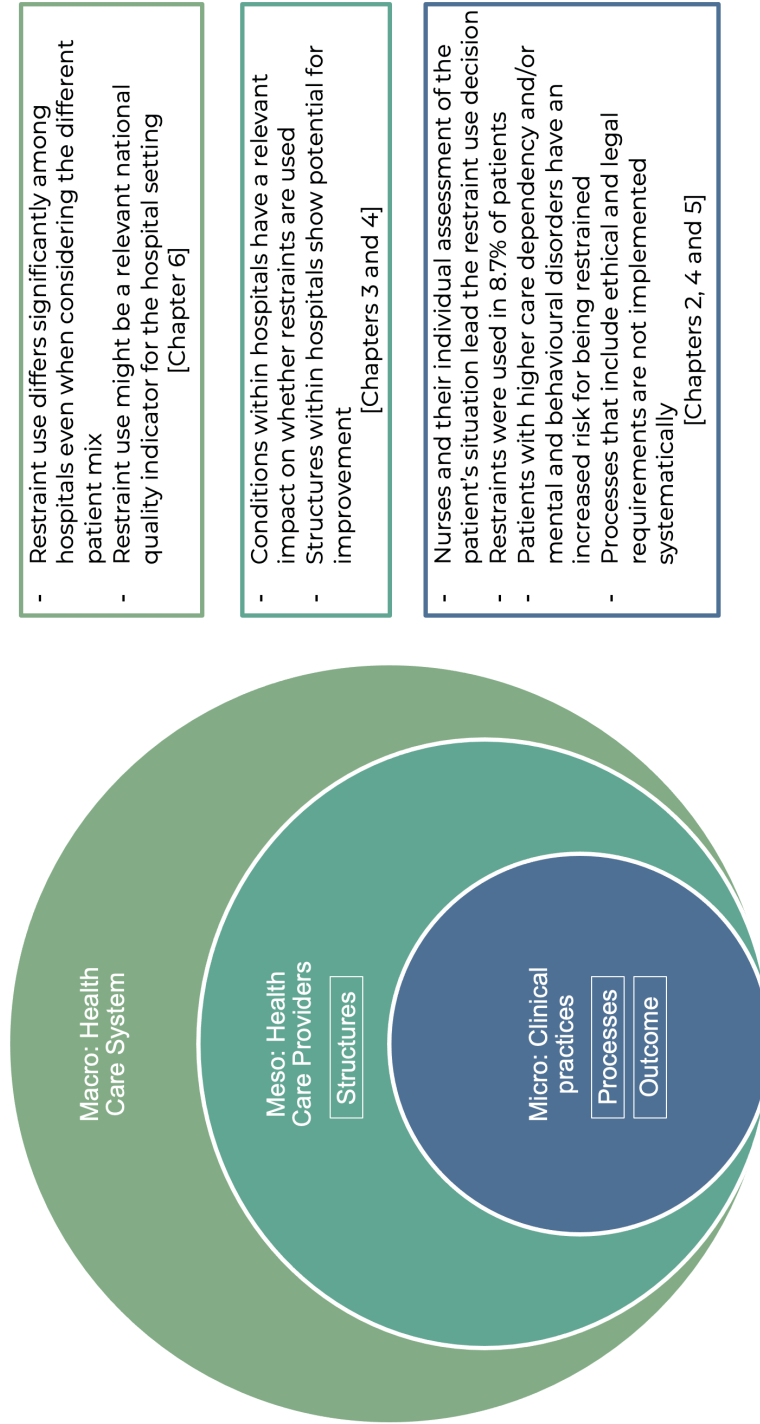 Macro: Health
Care System
Meso: Health
Care Providers
Structures
Micro: Clinical
practices
Processes
Outcome
- Restraint use differs significantly among
hospitals even when considering the different
patient mix
- Restraint use might be a relevant national
quality indicator for the hospital setting
[Chapter 6]
- Conditions within hospitals have a relevant
impact on whether restraints are used
- Structures within hospitals show potential for
improvement
[Chapters 3 and 4]
- Nurses and their individual assessment of the
patient's situation lead the restraint use decision
- Restraints were used in 8.7% of patients
- Patients with higher care dependency and/or
mental and behavioural disorders have an
increased risk for being restrained
- Processes that include ethical and legal
requirements are not implemented
systematically
[Chapters 2, 4 and 5]